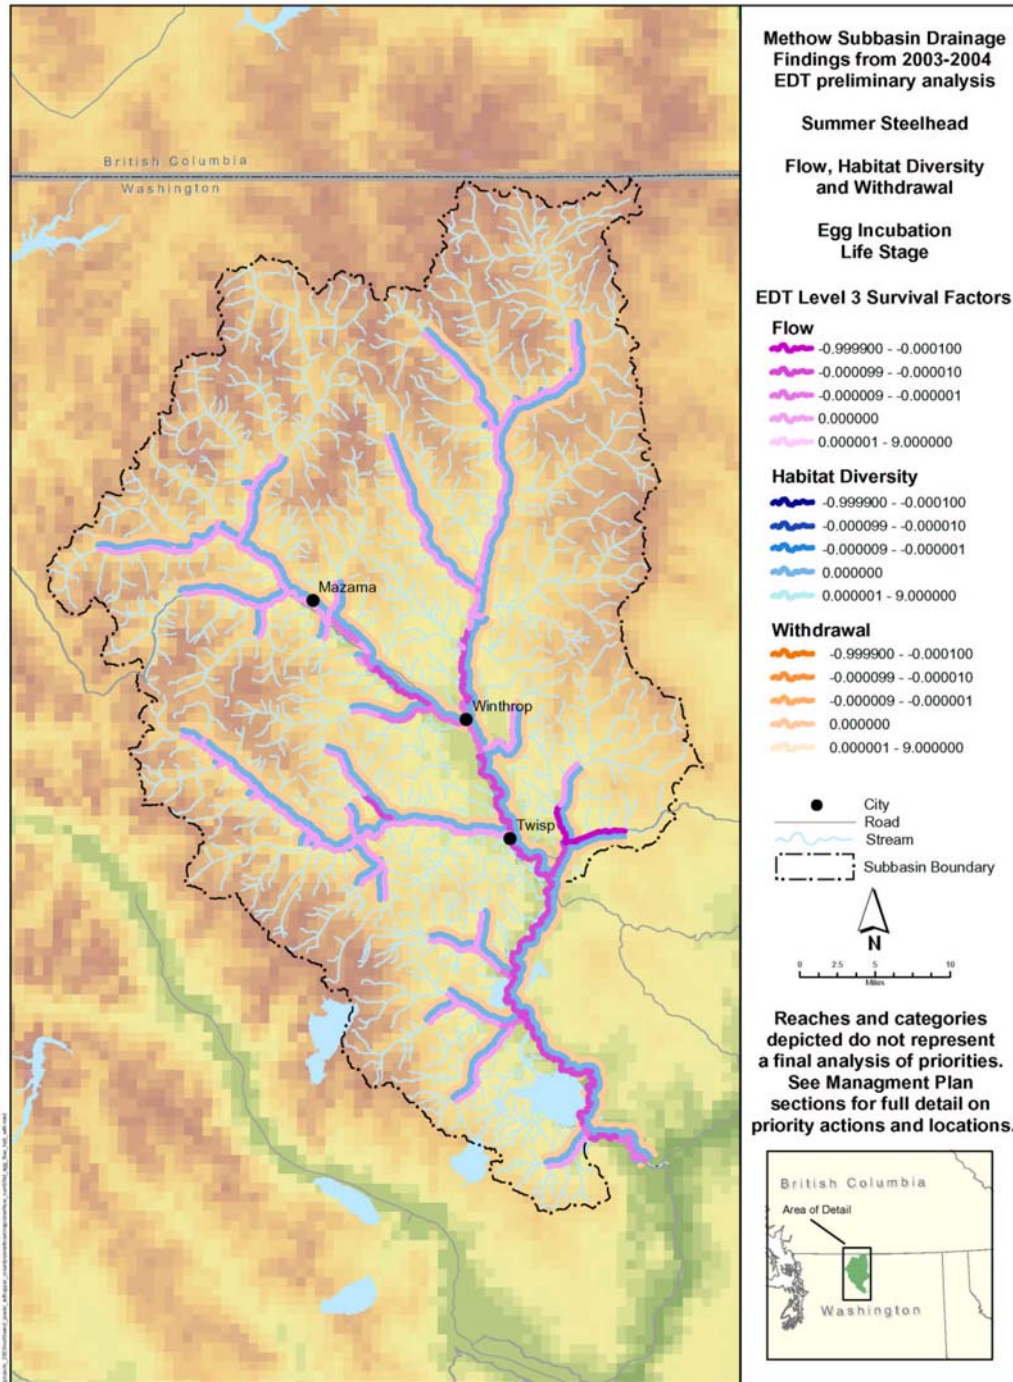 British Columbia
Washington
Mazama
Winthrop
Twisp
Methow Subbasin Drainage
Findings from 2003-2004
EDT preliminary analysis
Summer Steelhead
Flow, Habitat Diversity
and Withdrawal
Egg Incubation
Life Stage
EDT Level 3 Survival Factors
Flow
-0.999900 - -0.000100
-0.000099 - -0.000010
-0.000009 - -0.000001
0.000000
0.000001 - 9.000000
Habitat Diversity
-0.999900 - -0.000100
-0.000099 - -0.000010
-0.000009 - -0.000001
0.000000
0.000001 - 9.000000
Withdrawal
-0.999900 - -0.000100
-0.000099 - -0.000010
-0.000009 - -0.000001
0.000000
0.000001 - 9.000000
City
Road
Stream
Subbasin Boundary
N
0 2.5 5 10
Miles
Reaches and categories
depicted do not represent
a final analysis of priorities.
See Managment Plan
sections for full detail on
priority actions and locations.
British Columbia
Area of Detail
Washington